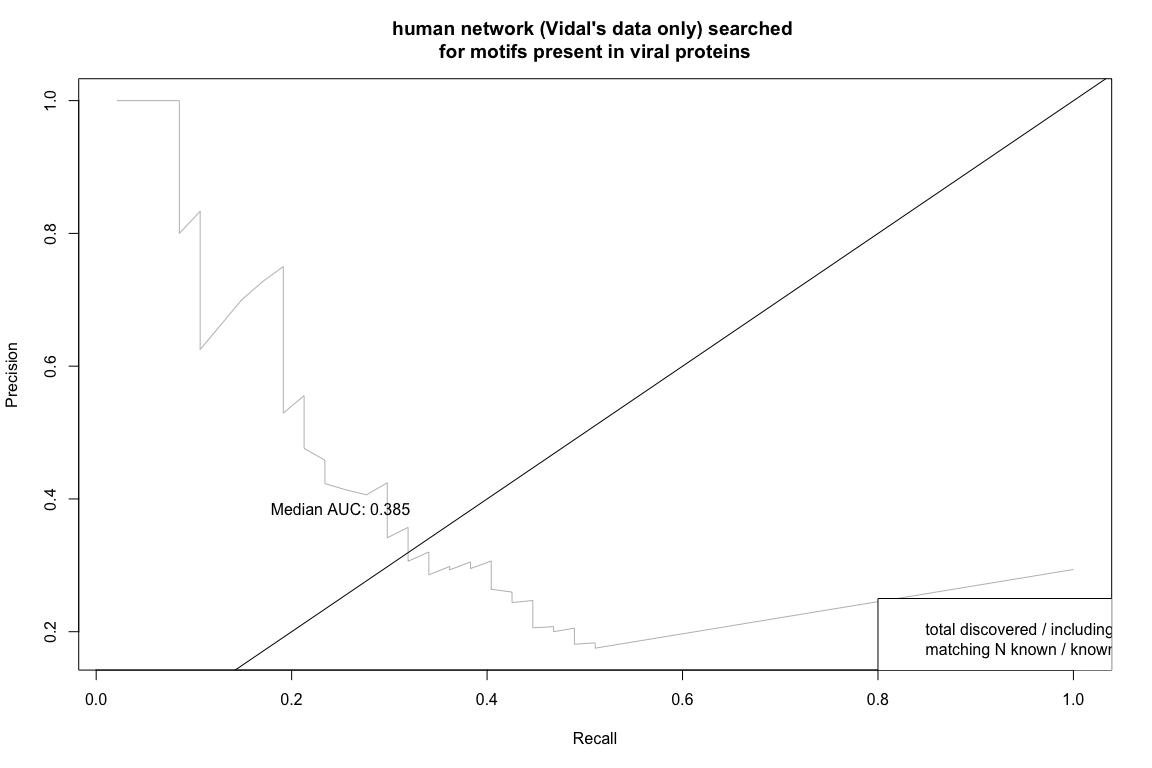 human network (Vidal's data only) searched
for motifs present in viral proteins
1.0
0.8
0.6
0.4
0.2
Precision
Median AUC: 0.385
total discovered / including
matching N known / known
0.0 0.2 0.4 0.6 0.8 1.0
Recall